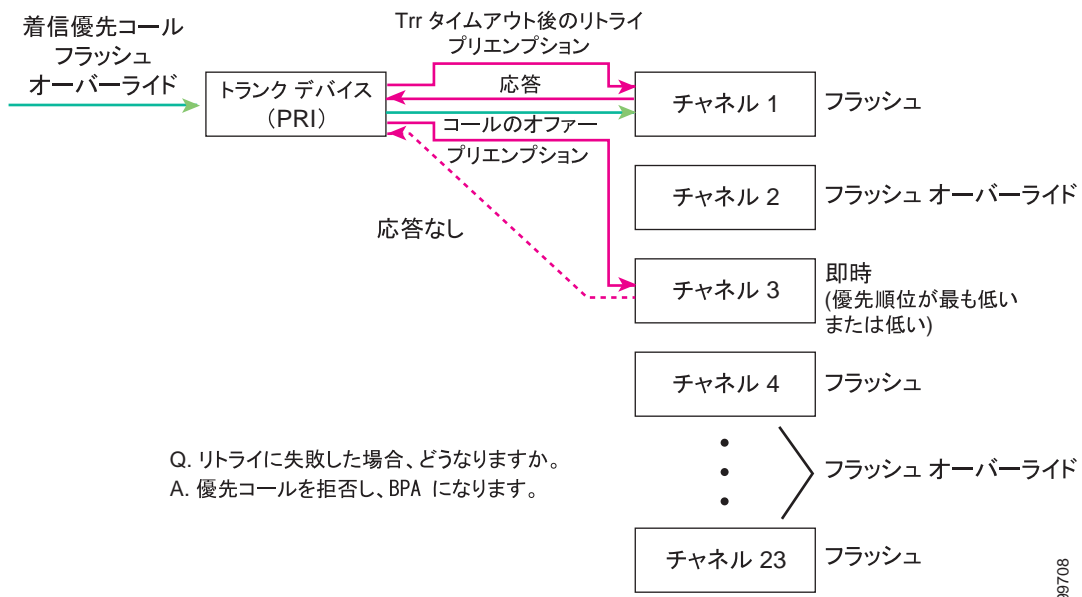 着信優先コール
フラッシュ
オーバーライド
トランク デバイス
(PRI)
Trr タイムアウト後のリトライ
プリエンプション
応答
コールのオファー
プリエンプション
応答なし
チャネル 1
フラッシュ
チャネル 2
フラッシュ オーバーライド
チャネル 3
即時
(優先順位が最も低い
または低い)
チャネル 4
フラッシュ
フラッシュ オーバーライド
チャネル 23
フラッシュ
Q. リトライに失敗した場合、どうなりますか。
A. 優先コールを拒否し、BPA になります。
99708